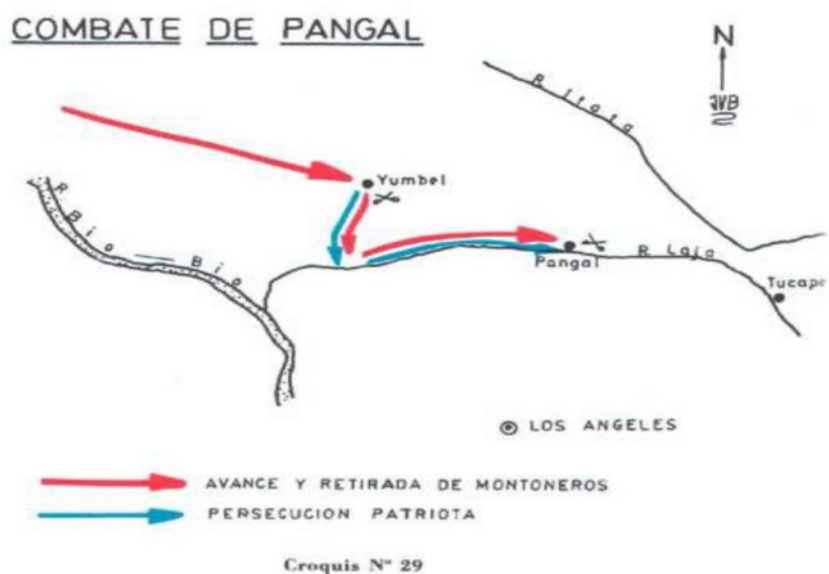 COMBATE DE PANGAL
N
JVB
R. Itata
Yumbel
R. Bio Bio
Pangal
R. Laja
Tucape
LOS ANGELES
AVANCE Y RETIRADA DE MONTONEROS
PERSECUCION PATRIOTA
Croquis Nº 29